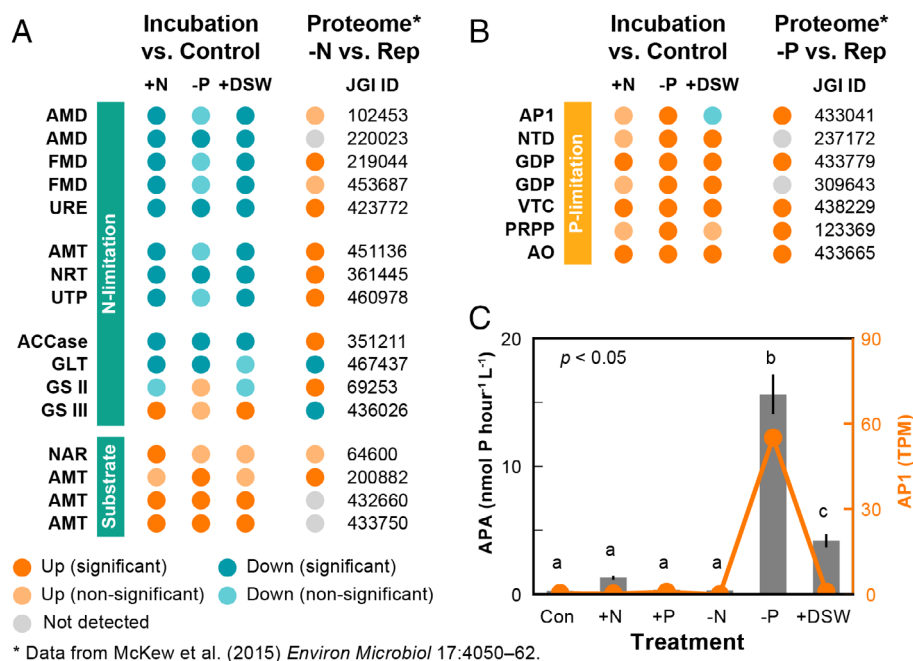 A
Incubation vs. Control
Proteome* -N vs. Rep
+N -P +DSW JGI ID
N-limitation
AMD 102453
AMD 220023
FMD 219044
FMD 453687
URE 423772
AMT 451136
NRT 361445
UTP 460978
ACCase 351211
GLT 467437
GS II 69253
GS III 436026
Substrate
NAR 64600
AMT 200882
AMT 432660
AMT 433750
Up (significant) Down (significant)
Up (non-significant) Down (non-significant)
Not detected
B
Incubation vs. Control
Proteome* -P vs. Rep
+N -P +DSW JGI ID
P-limitation
AP1 433041
NTD 237172
GDP 433779
GDP 309643
VTC 438229
PRPP 123369
AO 433665
C
p < 0.05
APA (nmol P hour⁻¹ L⁻¹)
20
10
0
a a a a b c
90
60
30
0
AP1 (TPM)
Con +N +P -N -P +DSW
Treatment
* Data from McKew et al. (2015) Environ Microbiol 17:4050–62.